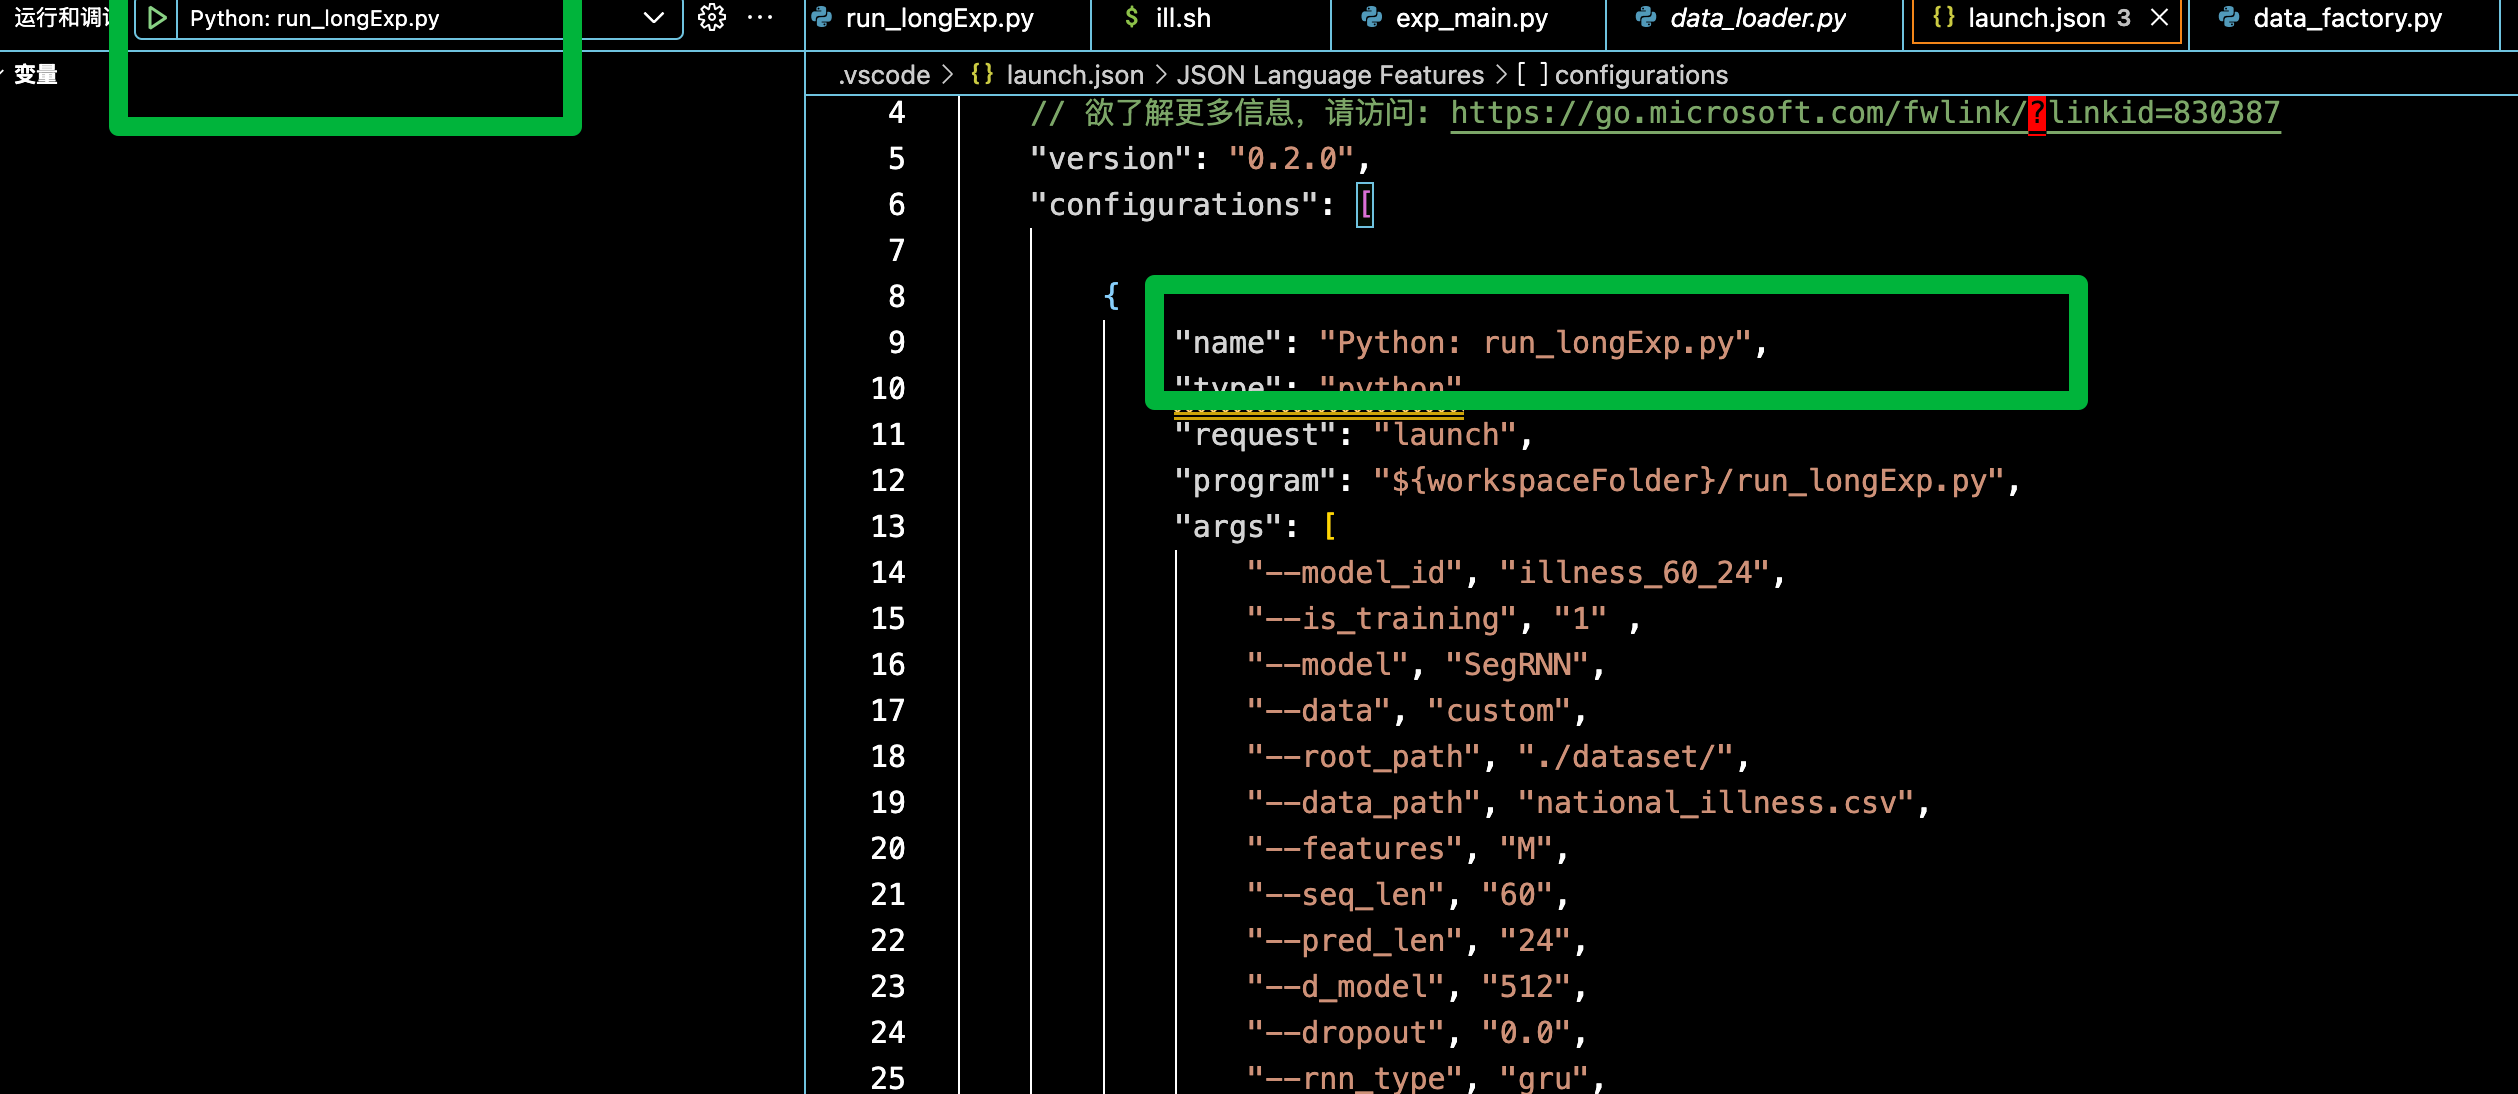 运行和调
Python: run_longExp.py
run_longExp.py
$ ill.sh
exp_main.py
data_loader.py
{} launch.json 3
data_factory.py
变量
.vscode > {} launch.json > JSON Language Features > [ ] configurations
4 // 欲了解更多信息，请访问: https://go.microsoft.com/fwlink/?linkid=830387
5 "version": "0.2.0",
6 "configurations": [
7
8 {
9 "name": "Python: run_longExp.py",
10 "type": "python"
11 "request": "launch",
12 "program": "${workspaceFolder}/run_longExp.py",
13 "args": [
14 "--model_id", "illness_60_24",
15 "--is_training", "1" ,
16 "--model", "SegRNN",
17 "--data", "custom",
18 "--root_path", "./dataset/",
19 "--data_path", "national_illness.csv",
20 "--features", "M",
21 "--seq_len", "60",
22 "--pred_len", "24",
23 "--d_model", "512",
24 "--dropout", "0.0",
25 "--rnn_type", "gru",